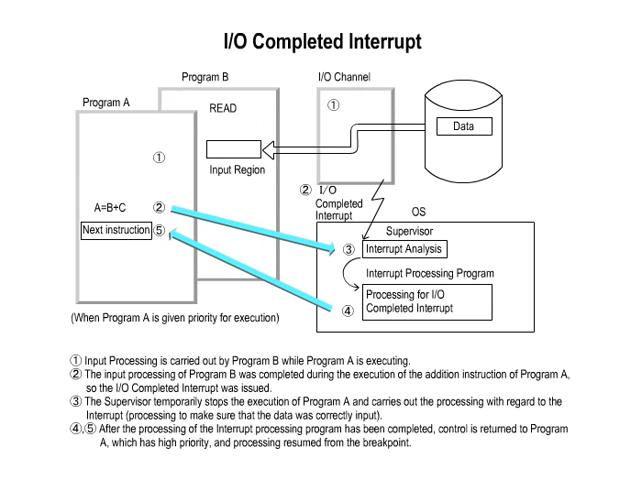 I/O Completed Interrupt
Program B
I/O Channel
Program A
READ
①
Data
①
Input Region
② I/O
Completed
Interrupt
A=B+C ②
OS
Next instruction ⑤
Supervisor
③ Interrupt Analysis
Interrupt Processing Program
④ Processing for I/O
Completed Interrupt
(When Program A is given priority for execution)
① Input Processing is carried out by Program B while Program A is executing.
② The input processing of Program B was completed during the execution of the addition instruction of Program A,
so the I/O Completed Interrupt was issued.
③ The Supervisor temporarily stops the execution of Program A and carries out the processing with regard to the
Interrupt (processing to make sure that the data was correctly input).
④,⑤ After the processing of the Interrupt processing program has been completed, control is returned to Program
A, which has high priority, and processing resumed from the breakpoint.